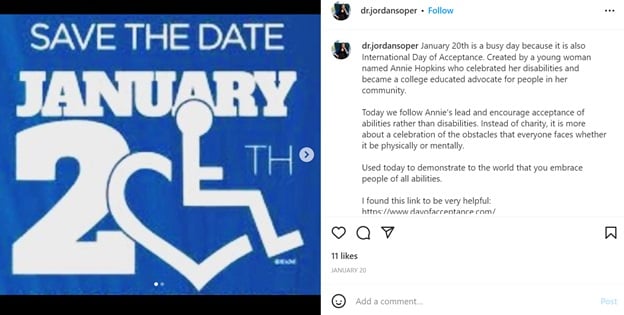 SAVE THE DATE
JANUARY
20
TH
dr.jordansoper • Follow
dr.jordansoper January 20th is a busy day because it is also
International Day of Acceptance. Created by a young woman
named Annie Hopkins who celebrated her disabilities and
became a college educated advocate for people in her
community.
Today we follow Annie's lead and encourage acceptance of
abilities rather than disabilities. Instead of charity, it is more
about a celebration of the obstacles that everyone faces whether
it be physically or mentally.
Used today to demonstrate to the world that you embrace
people of all abilities.
I found this link to be very helpful:
https://www.dayofacceptance.com/
11 likes
JANUARY 20
Add a comment...
Post